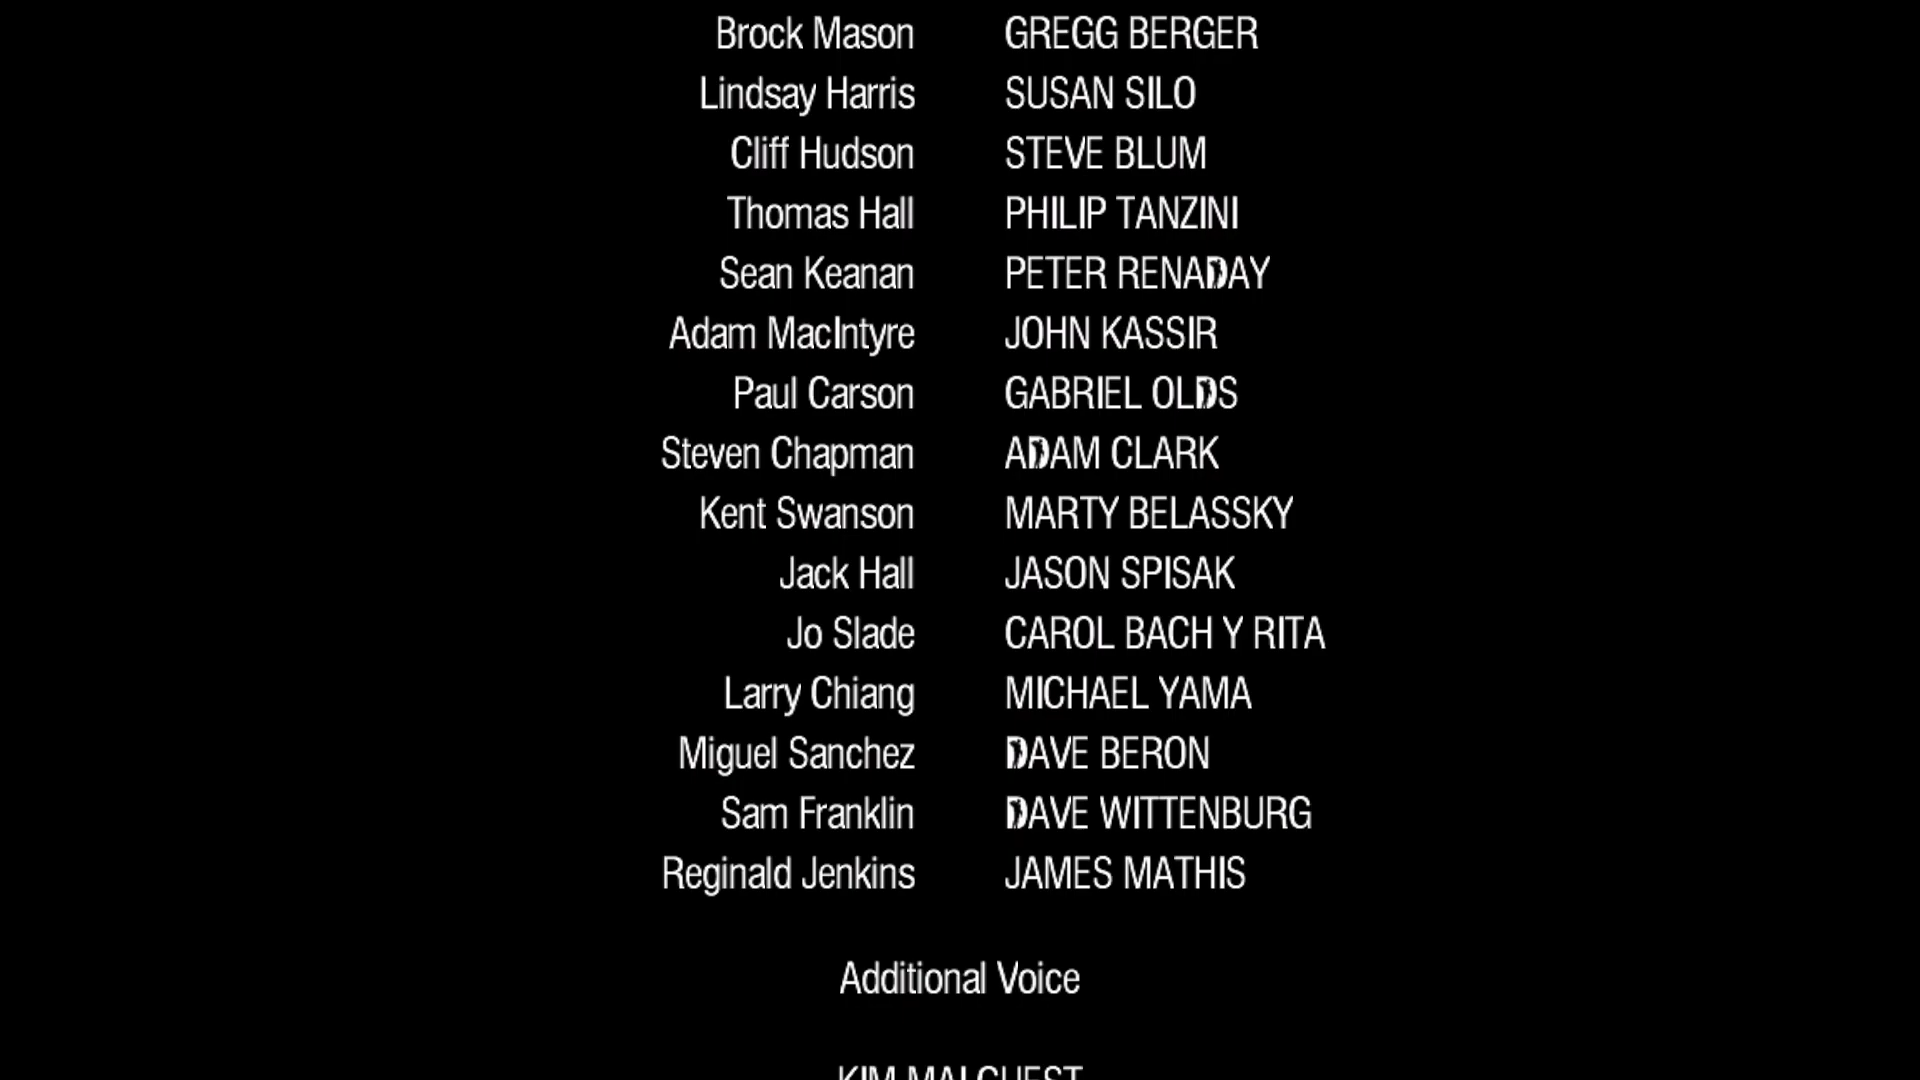 Brock Mason GREGG BERGER
Lindsay Harris SUSAN SILO
Cliff Hudson STEVE BLUM
Thomas Hall PHILIP TANZINI
Sean Keanan PETER RENADAY
Adam MacIntyre JOHN KASSIR
Paul Carson GABRIEL OLDS
Steven Chapman ADAM CLARK
Kent Swanson MARTY BELASSKY
Jack Hall JASON SPISAK
Jo Slade CAROL BACH Y RITA
Larry Chiang MICHAEL YAMA
Miguel Sanchez DAVE BERON
Sam Franklin DAVE WITTENBURG
Reginald Jenkins JAMES MATHIS
Additional Voice
KIM